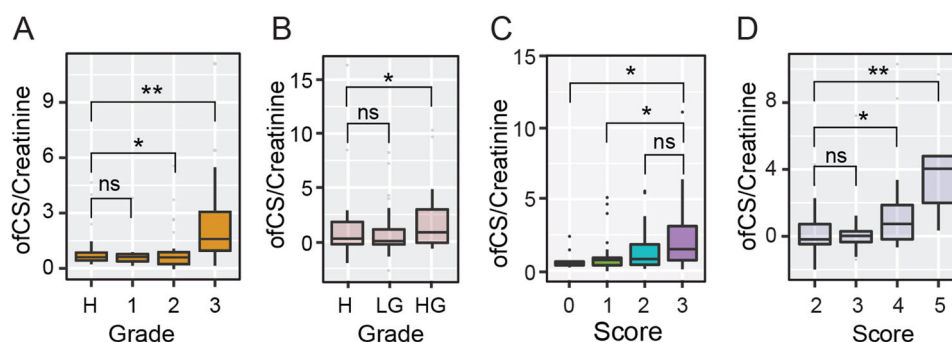 A
ofCS/Creatinine
9
6
3
0
**
*
ns
H 1 2 3
Grade
B
ofCS/Creatinine
15
10
5
0
*
ns
H LG HG
Grade
C
ofCS/Creatinine
15
10
5
0
*
*
ns
0 1 2 3
Score
D
ofCS/Creatinine
8
4
0
**
*
ns
2 3 4 5
Score